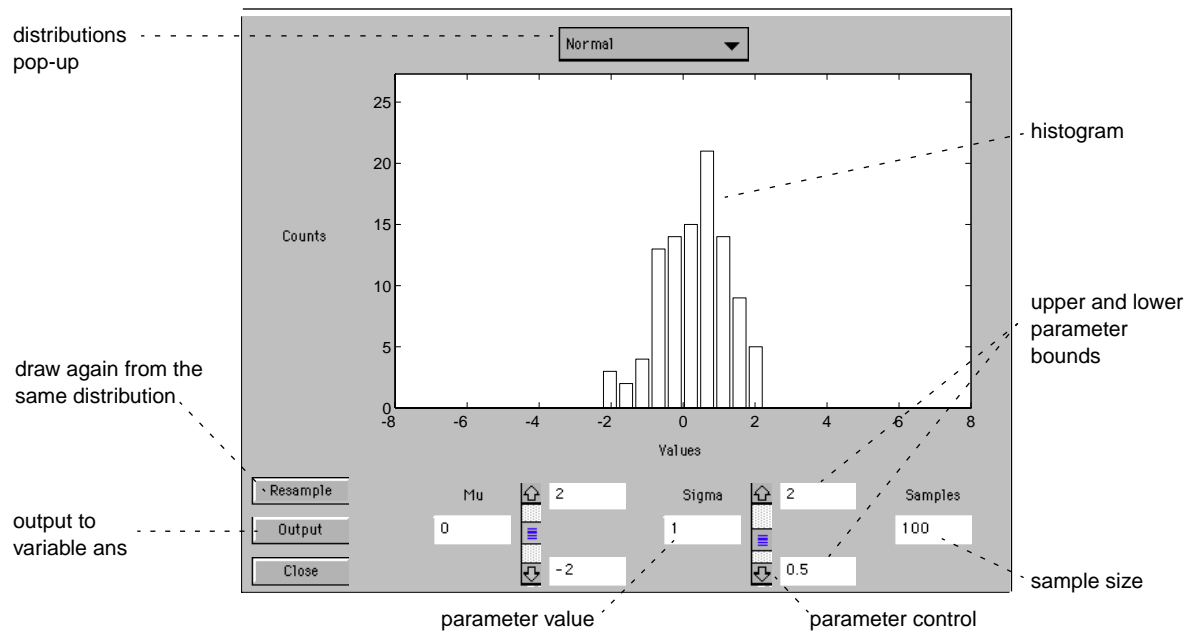 distributions
pop-up
Normal
25
20
15
10
5
0
Counts
-8
-6
-4
-2
0
2
4
6
8
Values
histogram
upper and lower
parameter
bounds
draw again from the
same distribution
output to
variable ans
Resample
Output
Close
Mu
0
2
-2
Sigma
1
2
0.5
Samples
100
sample size
parameter value
parameter control